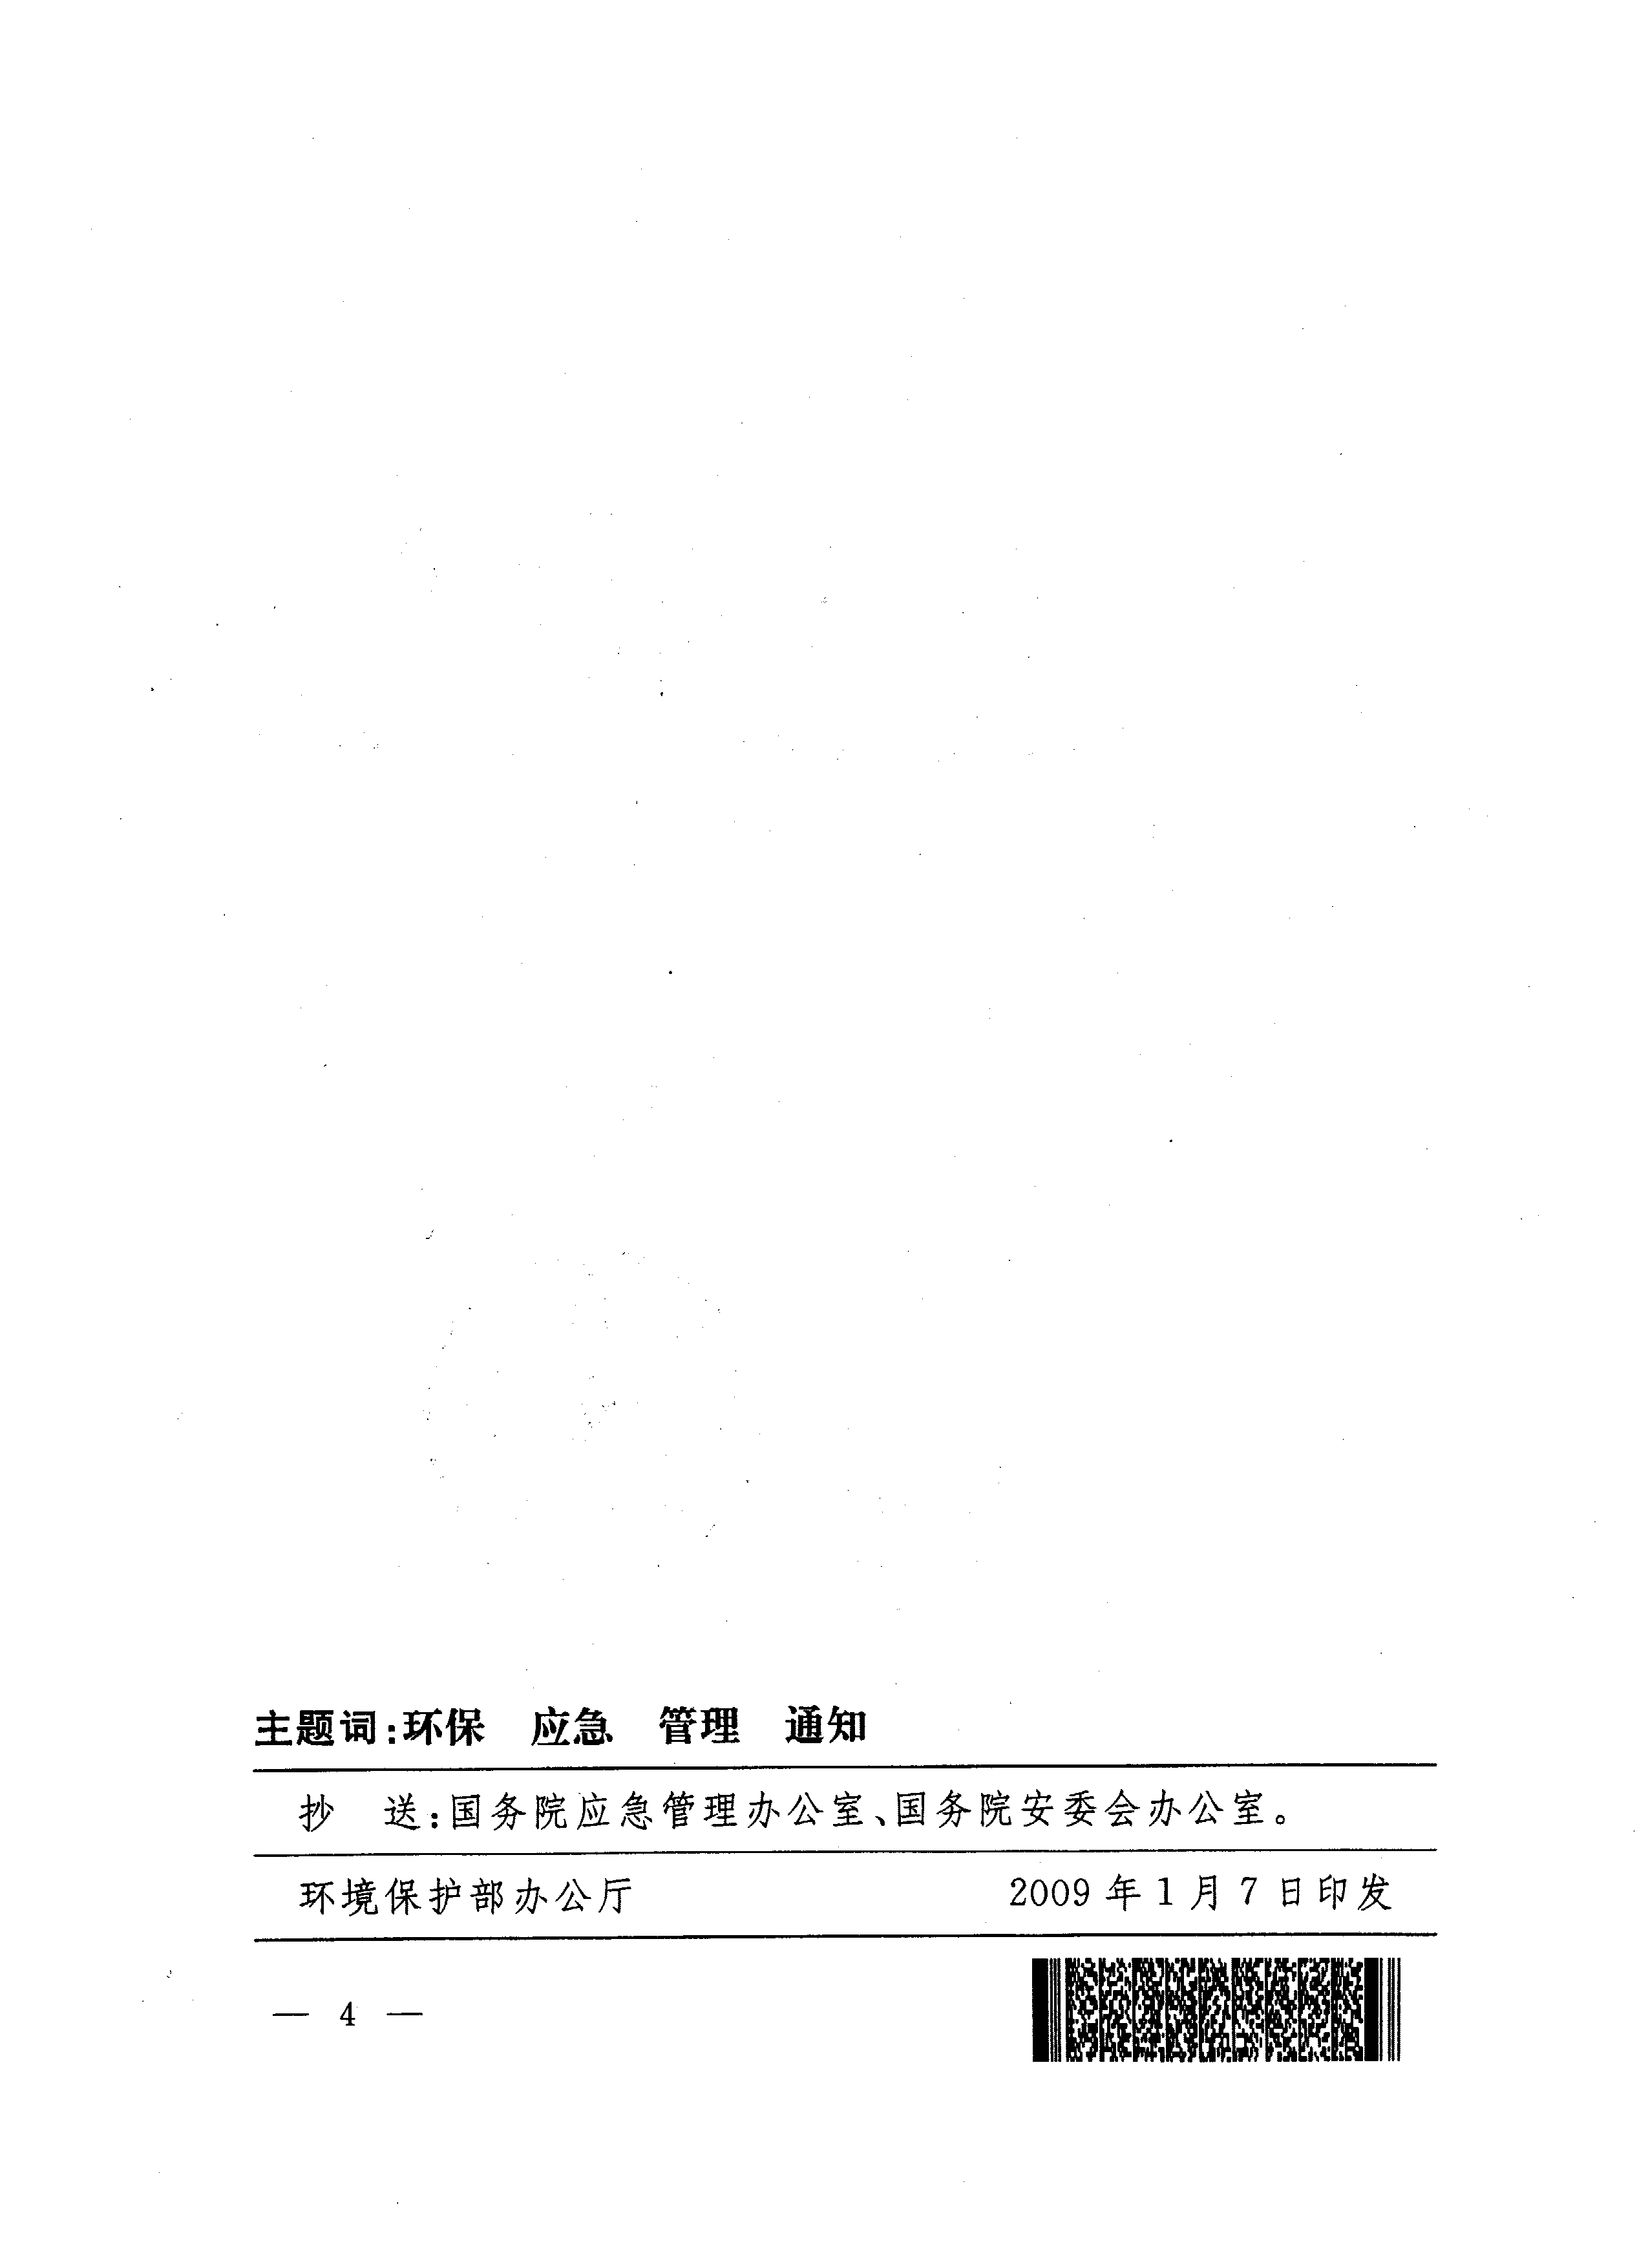 主题词:环保　应急　管理　通知
抄　送:国务院应急管理办公室、国务院安委会办公室。
环境保护部办公厅　2009年1月7日印发
— 4 —